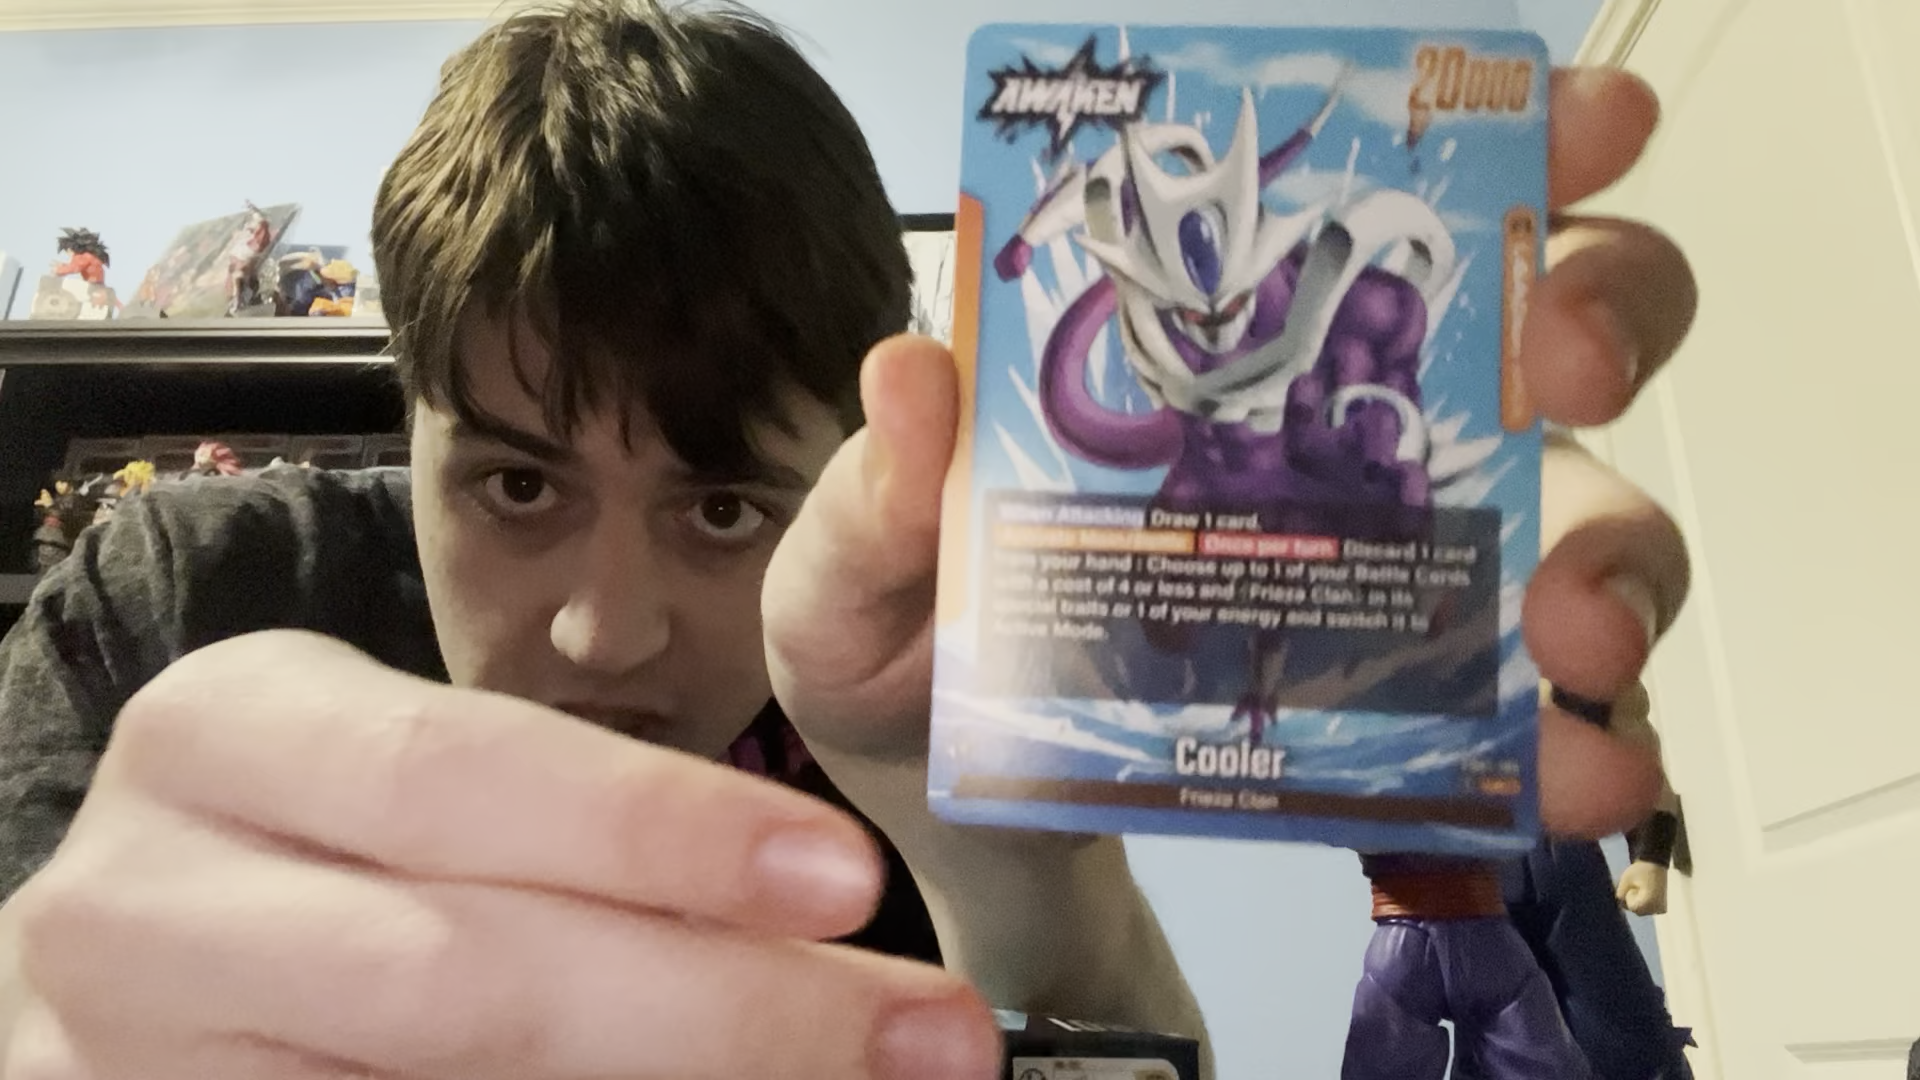 AWAKEN
20000
When Attacking Draw 1 card.
Once per turn Discard 1 card
from your hand : Choose up to 1 of your Battle Cards
with a cost of 4 or less and <Frieza Clan> in its
special traits or 1 of your energy and switch it to
Active Mode.
Cooler
Frieza Clan